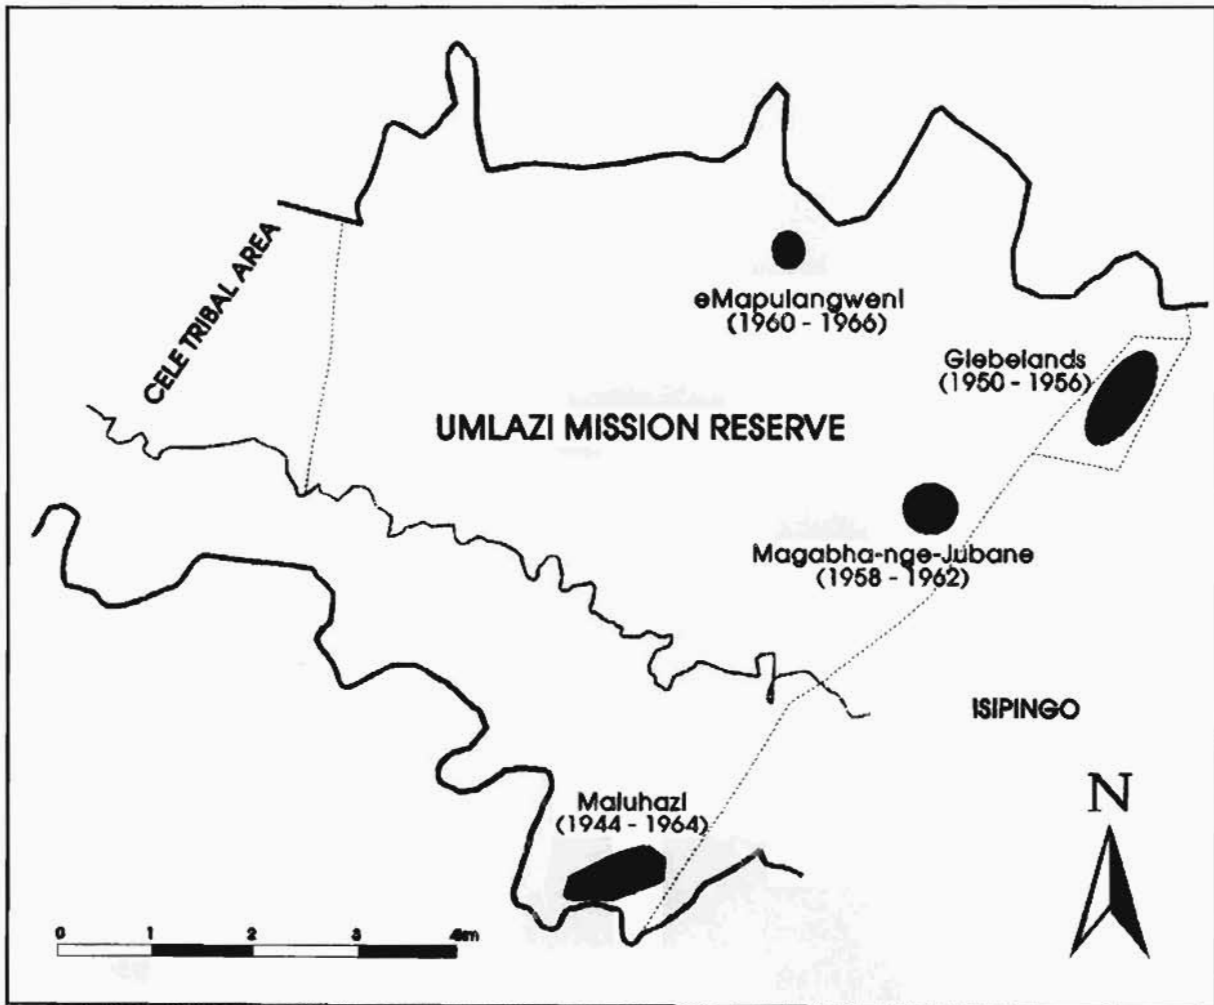 CELE TRIBAL AREA
eMapulangweni
(1960 - 1966)
Glebelands
(1950 - 1956)
UMLAZI MISSION RESERVE
Magabha-nge-Jubane
(1958 - 1962)
ISIPINGO
Maluhazi
(1944 - 1964)
N
0 1 2 3 4km